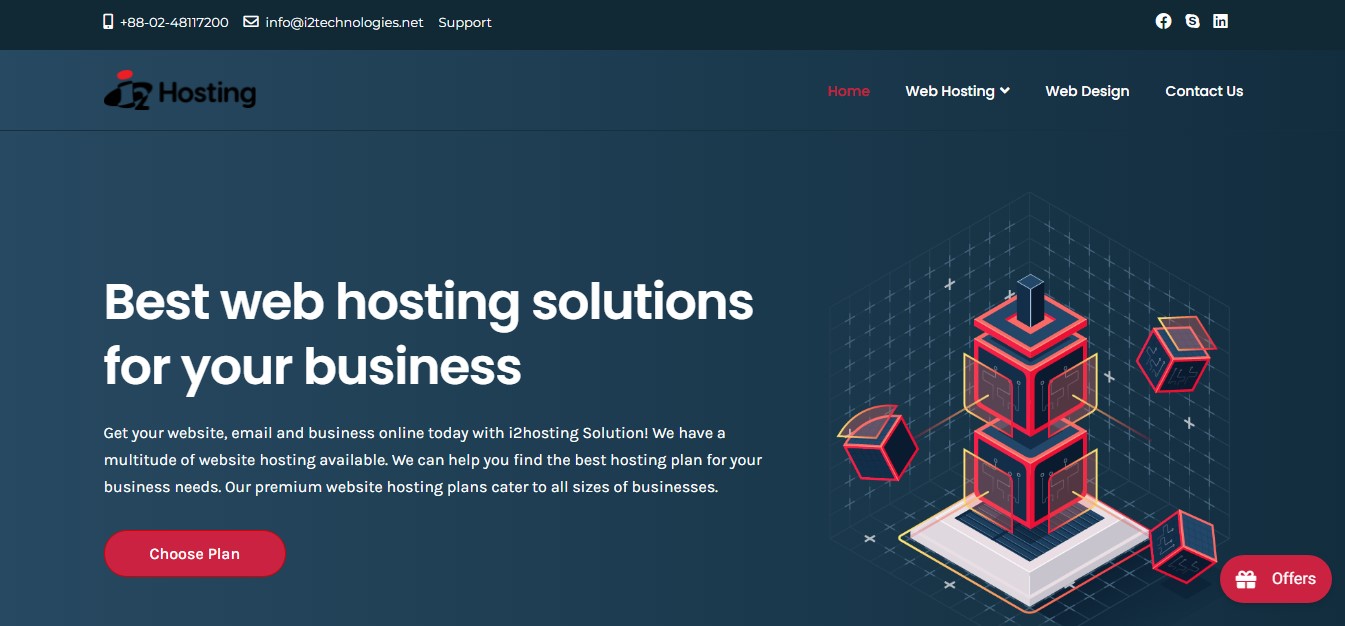 +88-02-48117200 info@i2technologies.net Support
i2 Hosting
Home Web Hosting Web Design Contact Us
Best web hosting solutions
for your business
Get your website, email and business online today with i2hosting Solution! We have a
multitude of website hosting available. We can help you find the best hosting plan for your
business needs. Our premium website hosting plans cater to all sizes of businesses.
Choose Plan
Offers